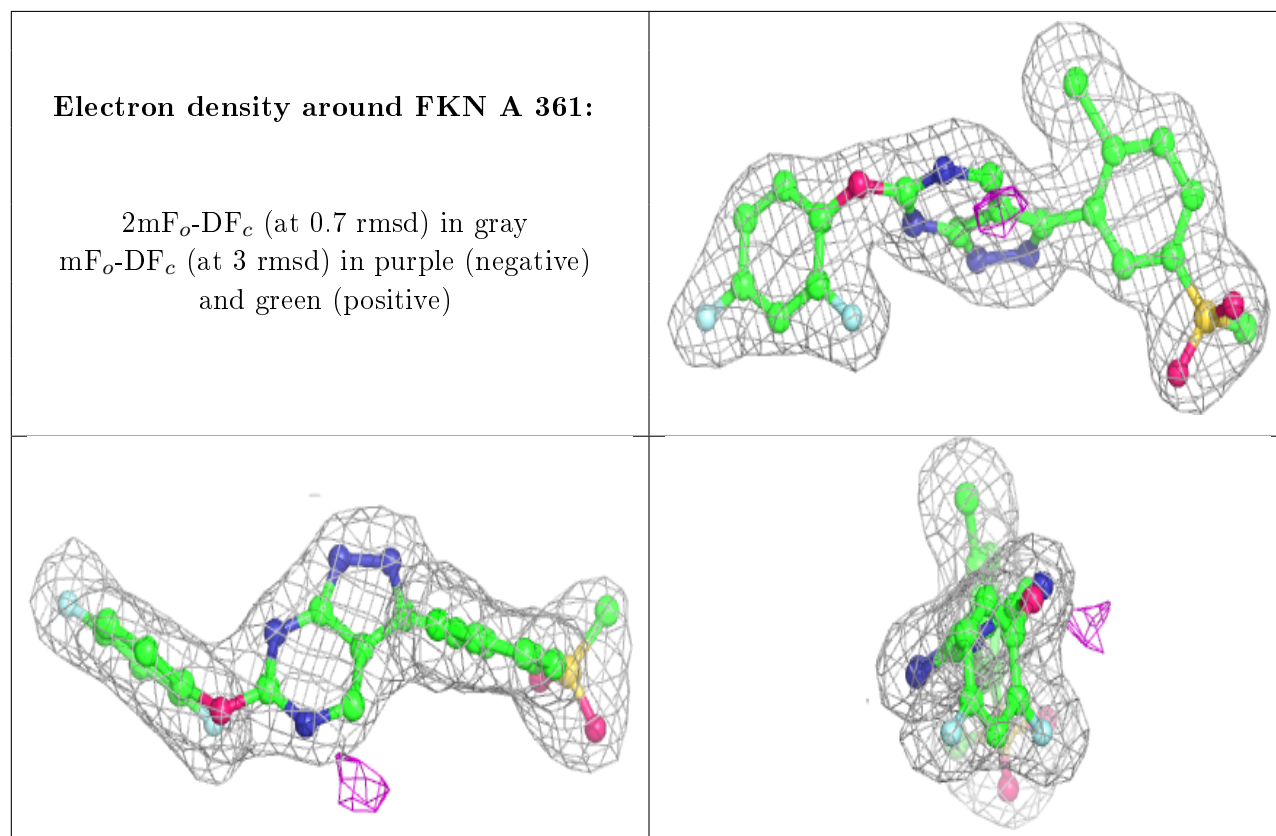 Electron density around FKN A 361:
2mFo-DFc (at 0.7 rmsd) in gray
mFo-DFc (at 3 rmsd) in purple (negative)
and green (positive)